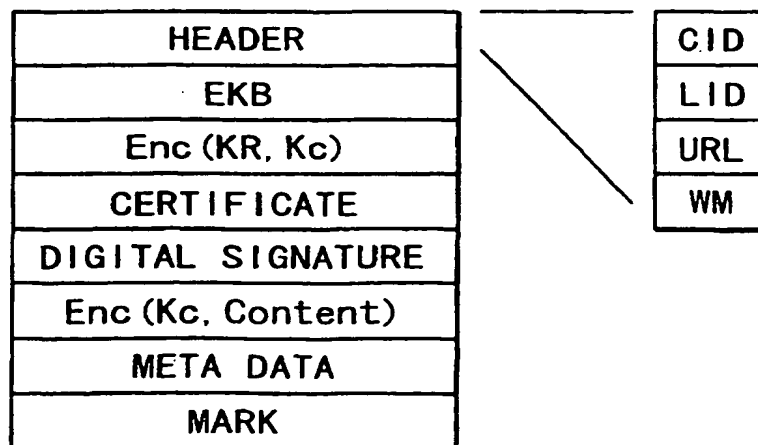 HEADER
EKB
Enc(KR, Kc)
CERTIFICATE
DIGITAL SIGNATURE
Enc(Kc, Content)
META DATA
MARK
CID
LID
URL
WM